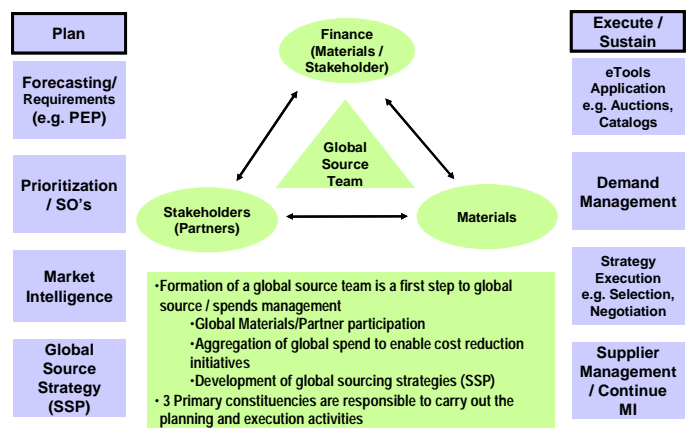 Plan
Forecasting/
Requirements
(e.g. PEP)
Prioritization
/ SO's
Market
Intelligence
Global
Source
Strategy
(SSP)
Finance
(Materials /
Stakeholder)
Global
Source
Team
Stakeholders
(Partners)
Materials
•Formation of a global source team is a first step to global
source / spends management
•Global Materials/Partner participation
•Aggregation of global spend to enable cost reduction
initiatives
•Development of global sourcing strategies (SSP)
• 3 Primary constituencies are responsible to carry out the
planning and execution activities
Execute /
Sustain
eTools
Application
e.g. Auctions,
Catalogs
Demand
Management
Strategy
Execution
e.g. Selection,
Negotiation
Supplier
Management
/ Continue
MI